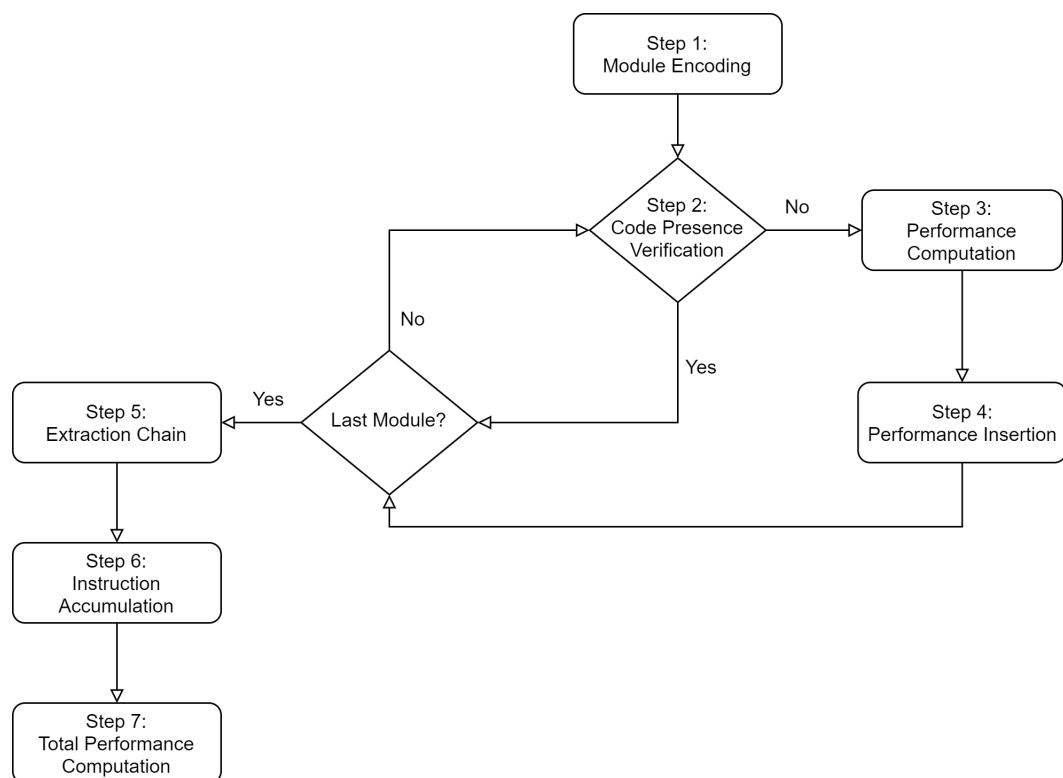 Step 1:
Module Encoding
Step 2:
Code Presence
Verification
No
Step 3:
Performance
Computation
No
Yes
Step 4:
Performance Insertion
Last Module?
Yes
Step 5:
Extraction Chain
Step 6:
Instruction
Accumulation
Step 7:
Total Performance
Computation